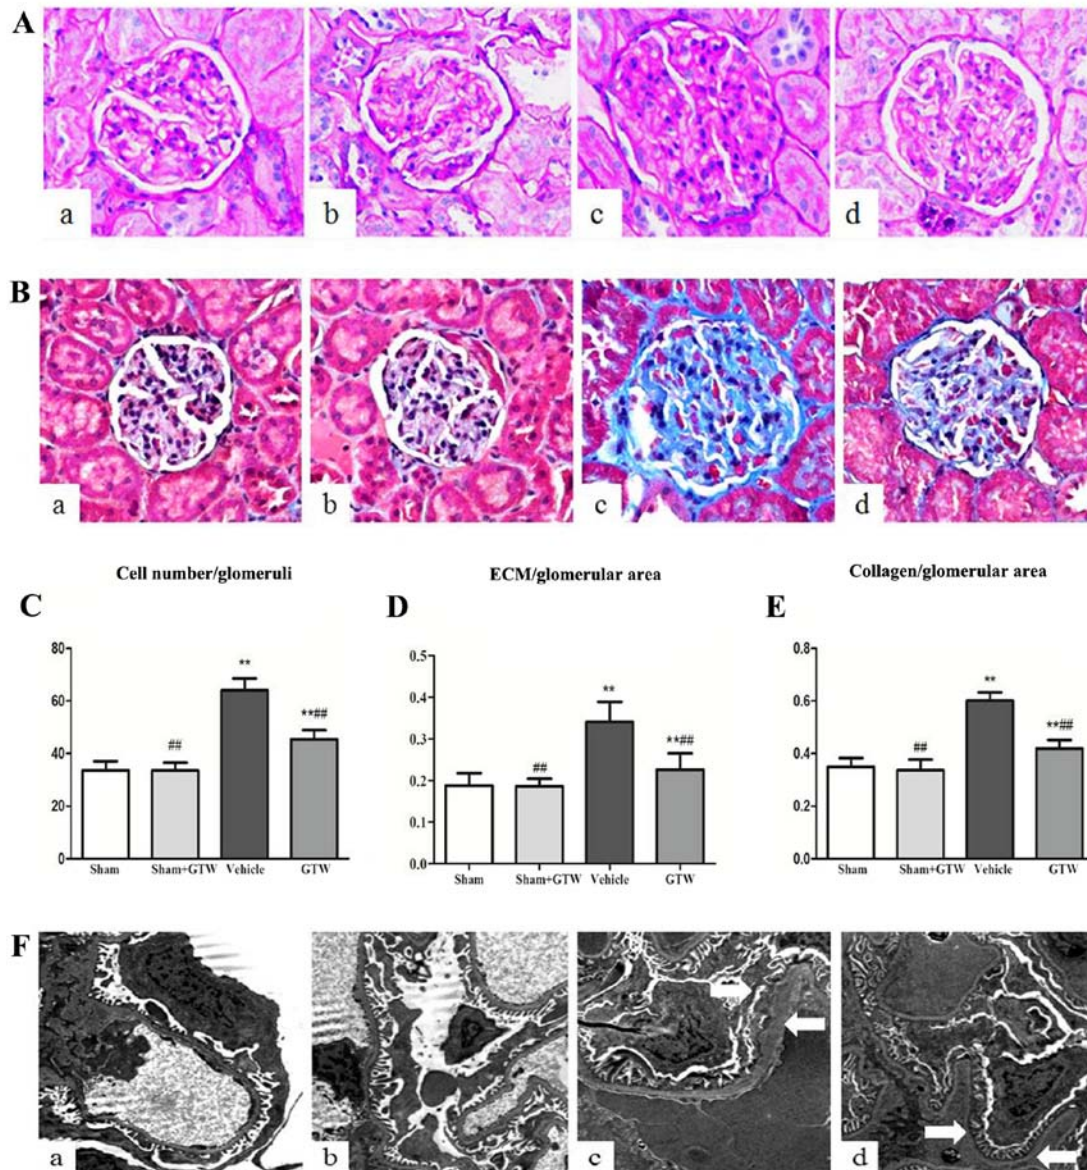 A
a b c d
B
a b c d
Cell number/glomeruli ECM/glomerular area Collagen/glomerular area
C D E
80
60
40
20
0
**
##
**##
Sham Sham+GTW Vehicle GTW
0.5
0.4
0.3
0.2
0.1
0.0
**
##
**##
Sham Sham+GTW Vehicle GTW
0.8
0.6
0.4
0.2
0.0
**
##
**##
Sham Sham+GTW Vehicle GTW
F
a b c d